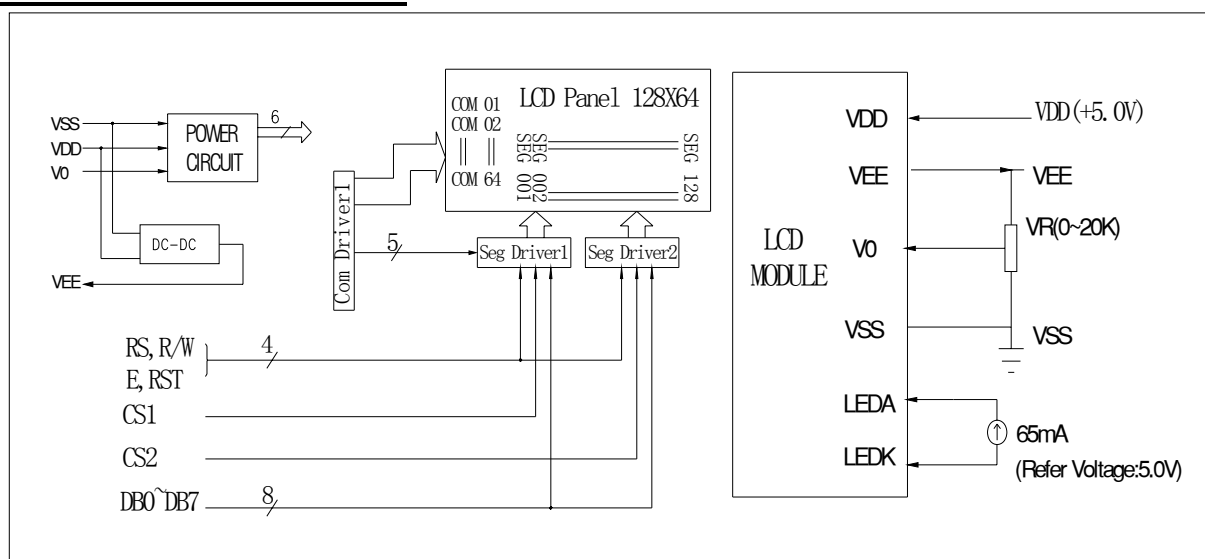 VSS
VDD
V0
POWER
CIRCUIT
6
DC-DC
VEE
LCD Panel 128X64
COM 01
COM 02
COM 64
SEG 001
SEG 002
SEG 128
Com Driver1
5
Seg Driver1
Seg Driver2
RS, R/W
E, RST
4
CS1
CS2
DB0~DB7
8
LCD
MODULE
VDD
VDD(+5.0V)
VEE
VEE
VR(0~20K)
V0
VSS
VSS
LEDA
65mA
LEDK
(Refer Voltage:5.0V)